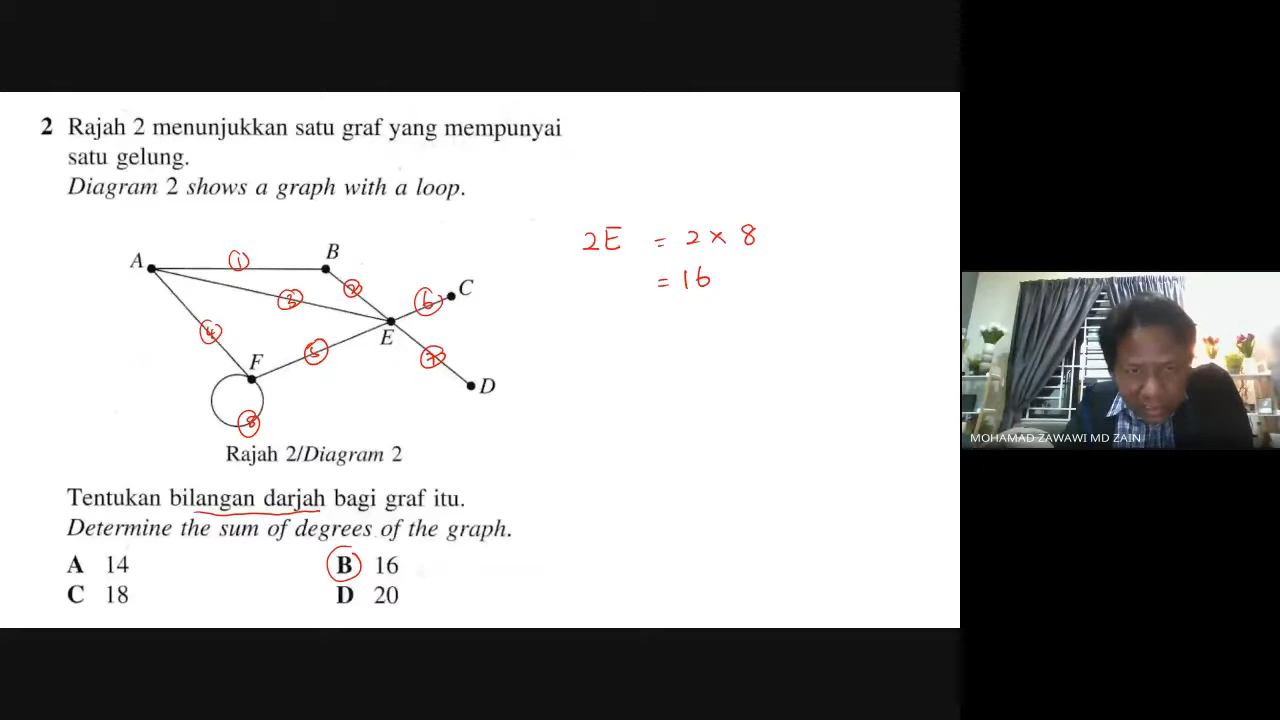 2 Rajah 2 menunjukkan satu graf yang mempunyai
satu gelung.
Diagram 2 shows a graph with a loop.
2E = 2 × 8
= 16
A
1
B
2
3
6
C
4
E
5
7
F
D
8
Rajah 2/Diagram 2
Tentukan bilangan darjah bagi graf itu.
Determine the sum of degrees of the graph.
A 14 B 16
C 18 D 20
MOHAMAD ZAWAWI MD ZAIN